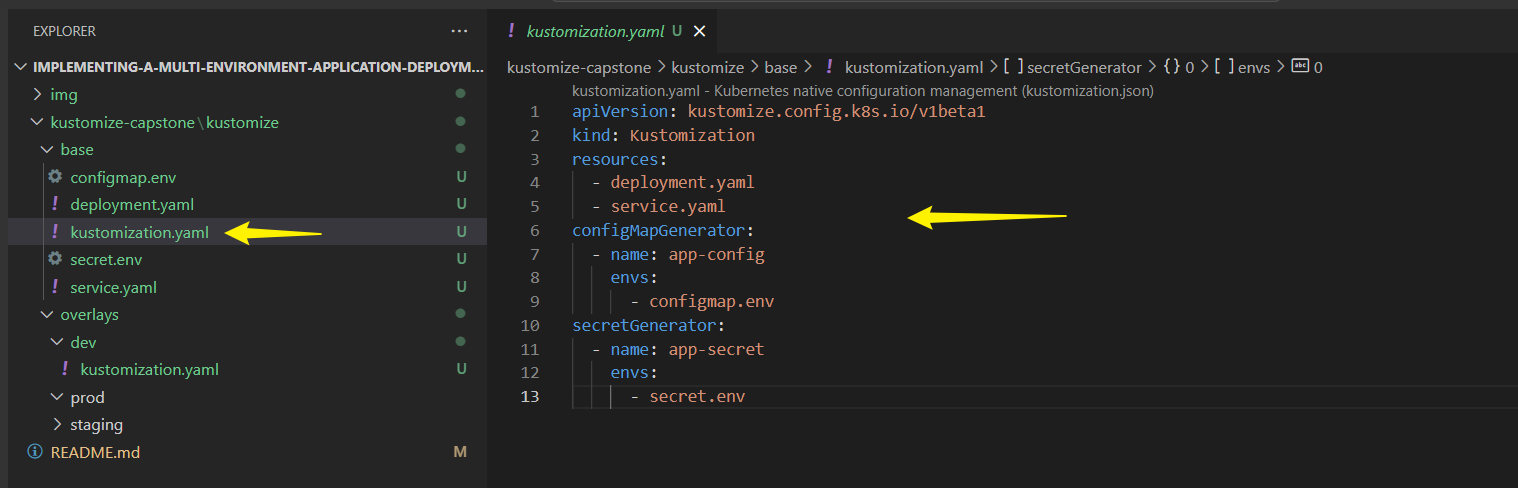 EXPLORER
IMPLEMENTING-A-MULTI-ENVIRONMENT-APPLICATION-DEPLOYM...
img
kustomize-capstone\kustomize
base
configmap.env U
! deployment.yaml U
! kustomization.yaml U
secret.env U
! service.yaml U
overlays
dev
! kustomization.yaml U
prod
staging
README.md M
! kustomization.yaml U
kustomize-capstone > kustomize > base > ! kustomization.yaml > [ ] secretGenerator > {} 0 > [ ] envs > abc 0
kustomization.yaml - Kubernetes native configuration management (kustomization.json)
1 apiVersion: kustomize.config.k8s.io/v1beta1
2 kind: Kustomization
3 resources:
4   - deployment.yaml
5   - service.yaml
6 configMapGenerator:
7   - name: app-config
8     envs:
9       - configmap.env
10 secretGenerator:
11   - name: app-secret
12     envs:
13       - secret.env